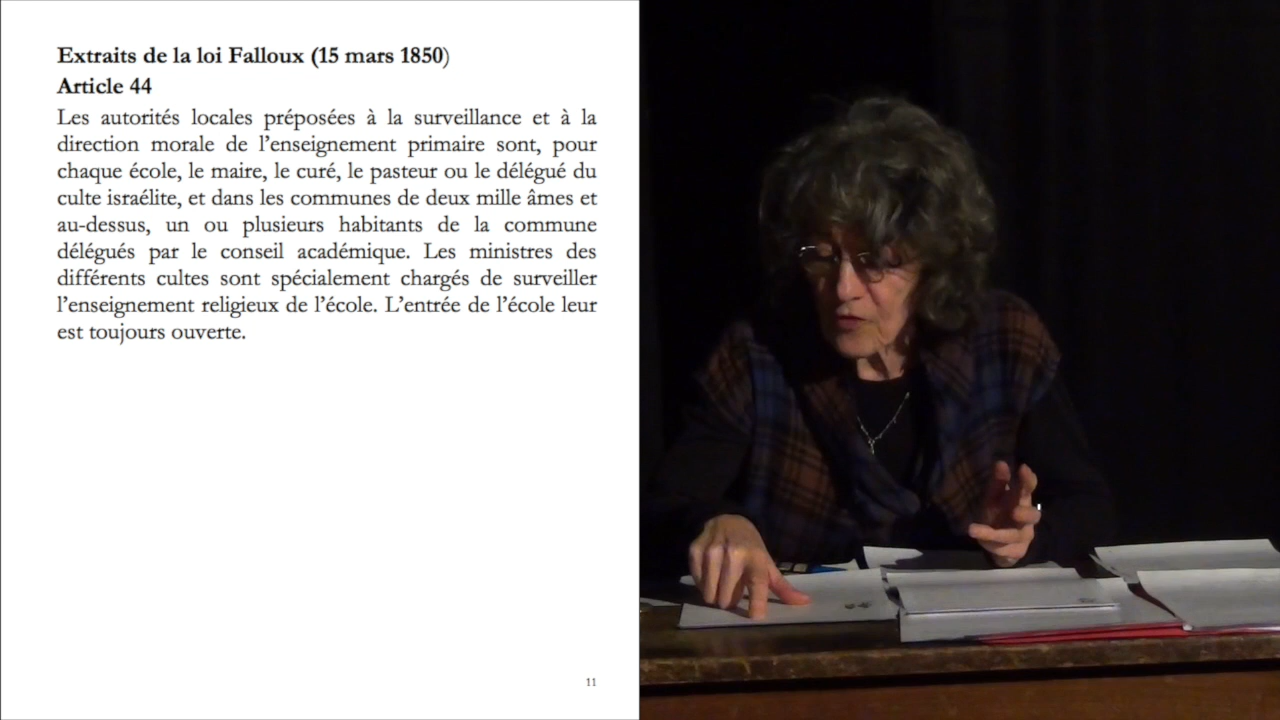 Extraits de la loi Falloux (15 mars 1850)
Article 44
Les autorités locales préposées à la surveillance et à la
direction morale de l’enseignement primaire sont, pour
chaque école, le maire, le curé, le pasteur ou le délégué du
culte israélite, et dans les communes de deux mille âmes et
au-dessus, un ou plusieurs habitants de la commune
délégués par le conseil académique. Les ministres des
différents cultes sont spécialement chargés de surveiller
l’enseignement religieux de l’école. L’entrée de l’école leur
est toujours ouverte.
11